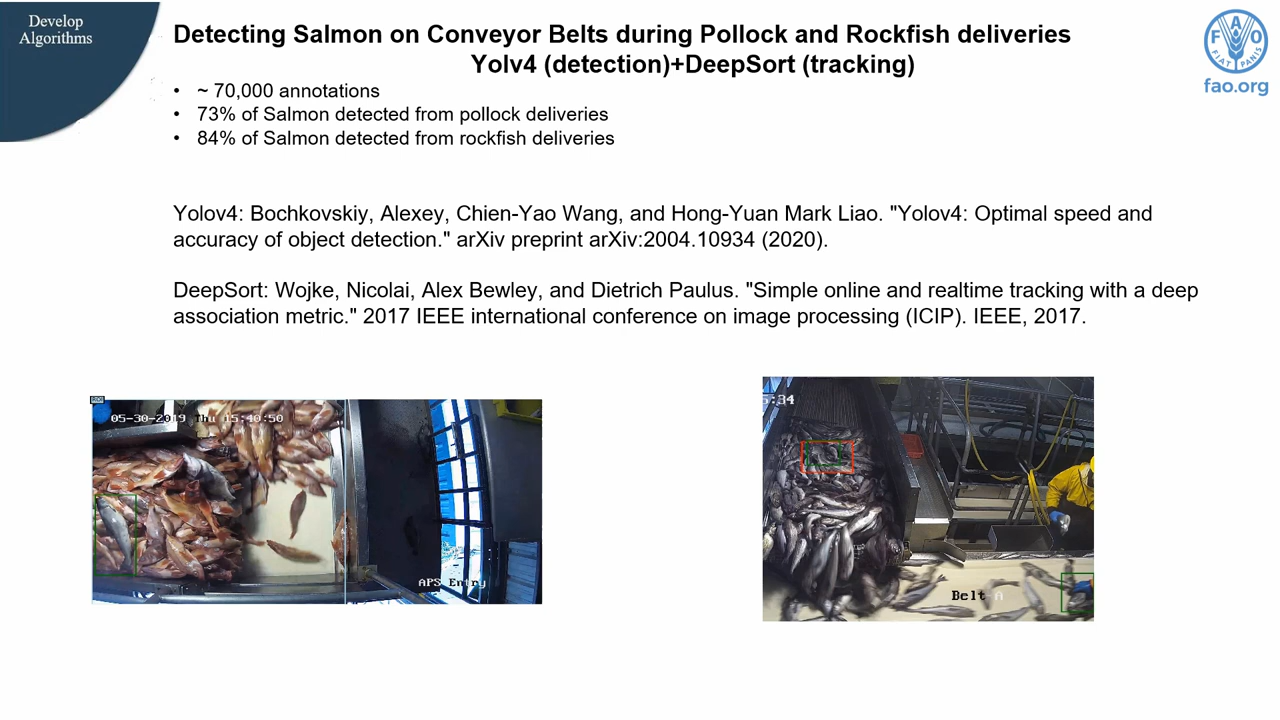 Develop
Algorithms
Detecting Salmon on Conveyor Belts during Pollock and Rockfish deliveries
Yolv4 (detection)+DeepSort (tracking)
• ~ 70,000 annotations
• 73% of Salmon detected from pollock deliveries
• 84% of Salmon detected from rockfish deliveries
F A O
FIAT PANIS
fao.org
Yolov4: Bochkovskiy, Alexey, Chien-Yao Wang, and Hong-Yuan Mark Liao. "Yolov4: Optimal speed and
accuracy of object detection." arXiv preprint arXiv:2004.10934 (2020).
DeepSort: Wojke, Nicolai, Alex Bewley, and Dietrich Paulus. "Simple online and realtime tracking with a deep
association metric." 2017 IEEE international conference on image processing (ICIP). IEEE, 2017.
05-30-2019 Thu 15:40:50
APS Entry
5:34
Belt A